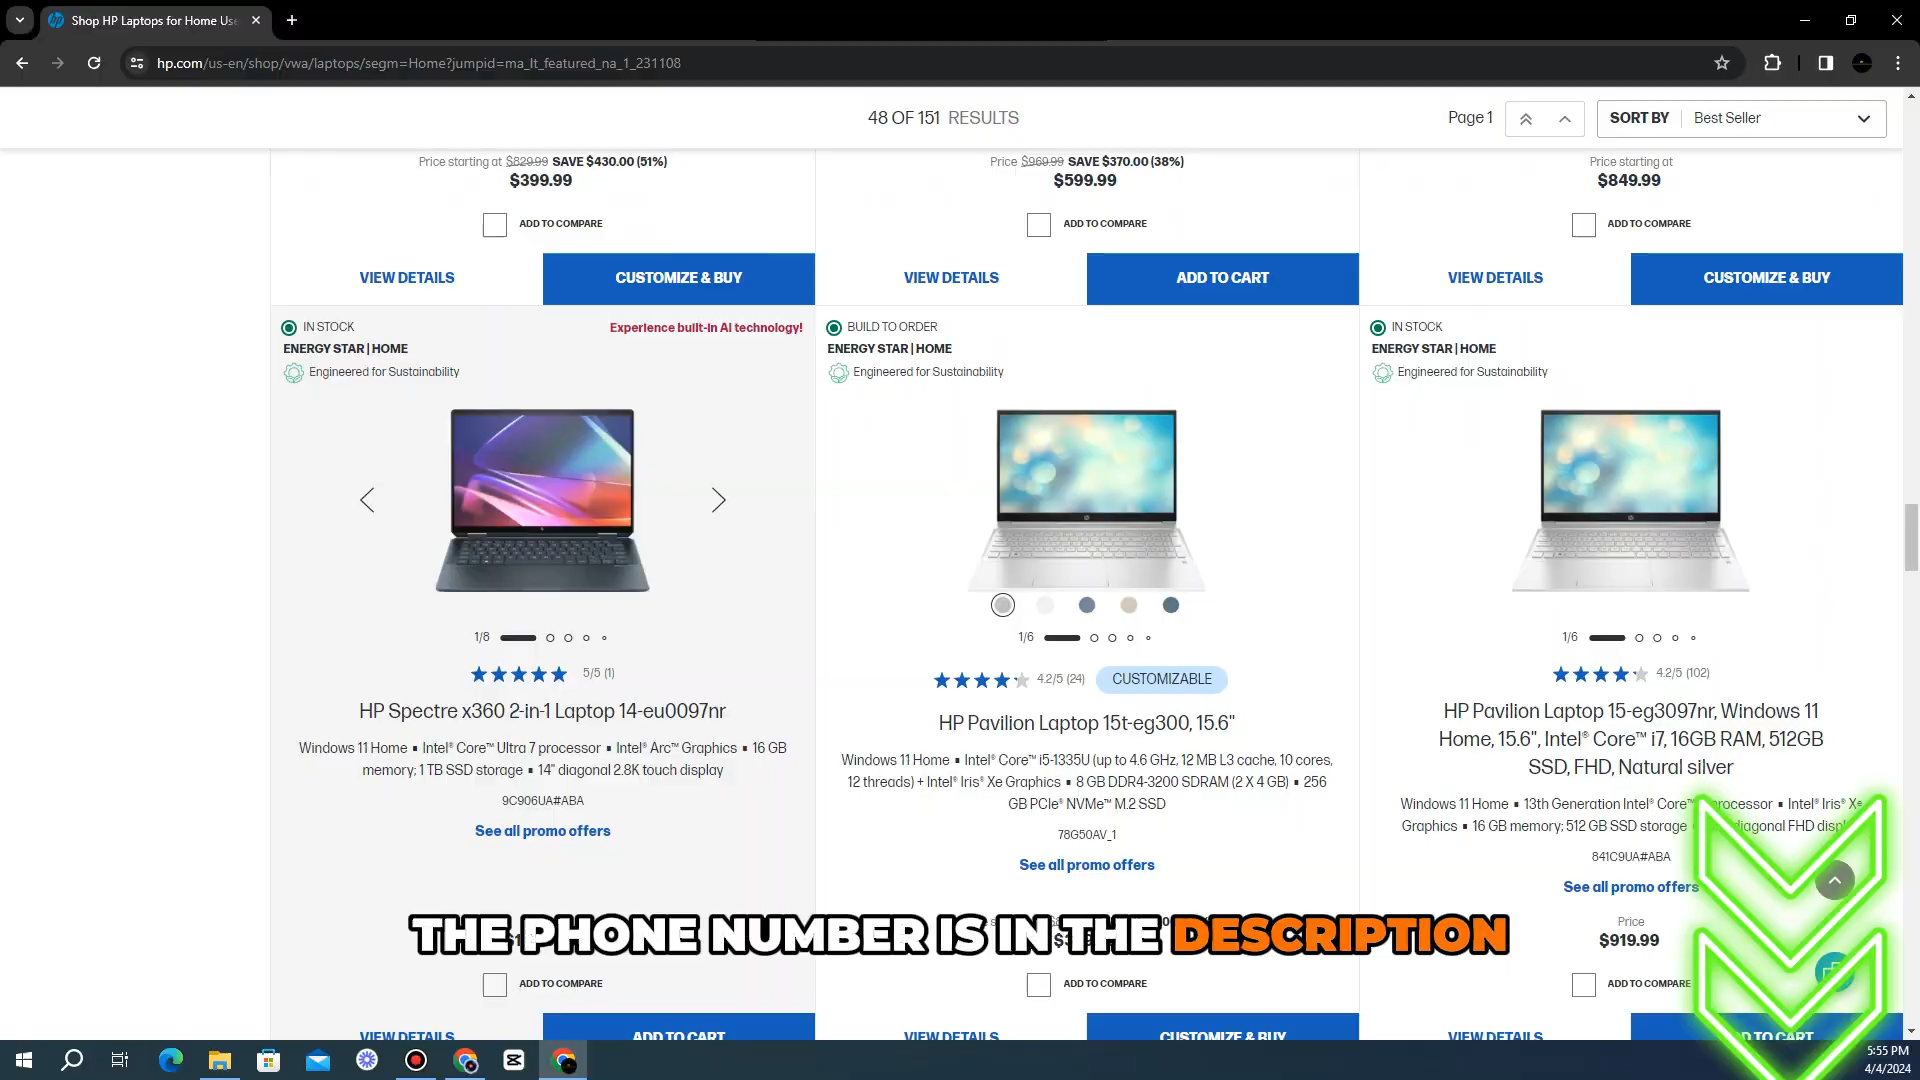 Shop HP Laptops for Home Use
hp.com/us-en/shop/vwa/laptops/segm=Home?jumpid=ma_lt_featured_na_1_231108
48 OF 151 RESULTS
Page 1
SORT BY Best Seller
Price starting at $829.99 SAVE $430.00 (51%)
$399.99
ADD TO COMPARE
VIEW DETAILS
CUSTOMIZE & BUY
Price $969.99 SAVE $370.00 (38%)
$599.99
ADD TO COMPARE
VIEW DETAILS
ADD TO CART
Price starting at
$849.99
ADD TO COMPARE
VIEW DETAILS
CUSTOMIZE & BUY
IN STOCK
Experience built-in AI technology!
ENERGY STAR | HOME
Engineered for Sustainability
1/8
5/5 (1)
HP Spectre x360 2-in-1 Laptop 14-eu0097nr
Windows 11 Home ▪ Intel® Core™ Ultra 7 processor ▪ Intel® Arc™ Graphics ▪ 16 GB
memory; 1 TB SSD storage ▪ 14" diagonal 2.8K touch display
9C906UA#ABA
See all promo offers
ADD TO COMPARE
VIEW DETAILS
ADD TO CART
BUILD TO ORDER
ENERGY STAR | HOME
Engineered for Sustainability
1/6
4.2/5 (24)
CUSTOMIZABLE
HP Pavilion Laptop 15t-eg300, 15.6"
Windows 11 Home ▪ Intel® Core™ i5-1335U (up to 4.6 GHz, 12 MB L3 cache, 10 cores,
12 threads) + Intel® Iris® Xe Graphics ▪ 8 GB DDR4-3200 SDRAM (2 X 4 GB) ▪ 256
GB PCIe® NVMe™ M.2 SSD
78G50AV_1
See all promo offers
ADD TO COMPARE
VIEW DETAILS
CUSTOMIZE & BUY
IN STOCK
ENERGY STAR | HOME
Engineered for Sustainability
1/6
4.2/5 (102)
HP Pavilion Laptop 15-eg3097nr, Windows 11
Home, 15.6", Intel® Core™ i7, 16GB RAM, 512GB
SSD, FHD, Natural silver
Windows 11 Home ▪ 13th Generation Intel® Core™ processor ▪ Intel® Iris® Xe
Graphics ▪ 16 GB memory; 512 GB SSD storage diagonal FHD
841C9UA#ABA
See all promo offers
Price
$919.99
ADD TO COMPARE
VIEW DETAILS
TO CART
THE PHONE NUMBER IS IN THE DESCRIPTION
5:55 PM
4/4/2024